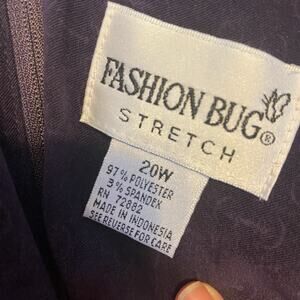 FASHION BUG®
STRETCH
20W
97% POLYESTER
3% SPANDEX
RN 72882
MADE IN INDONESIA
SEE REVERSE FOR CARE